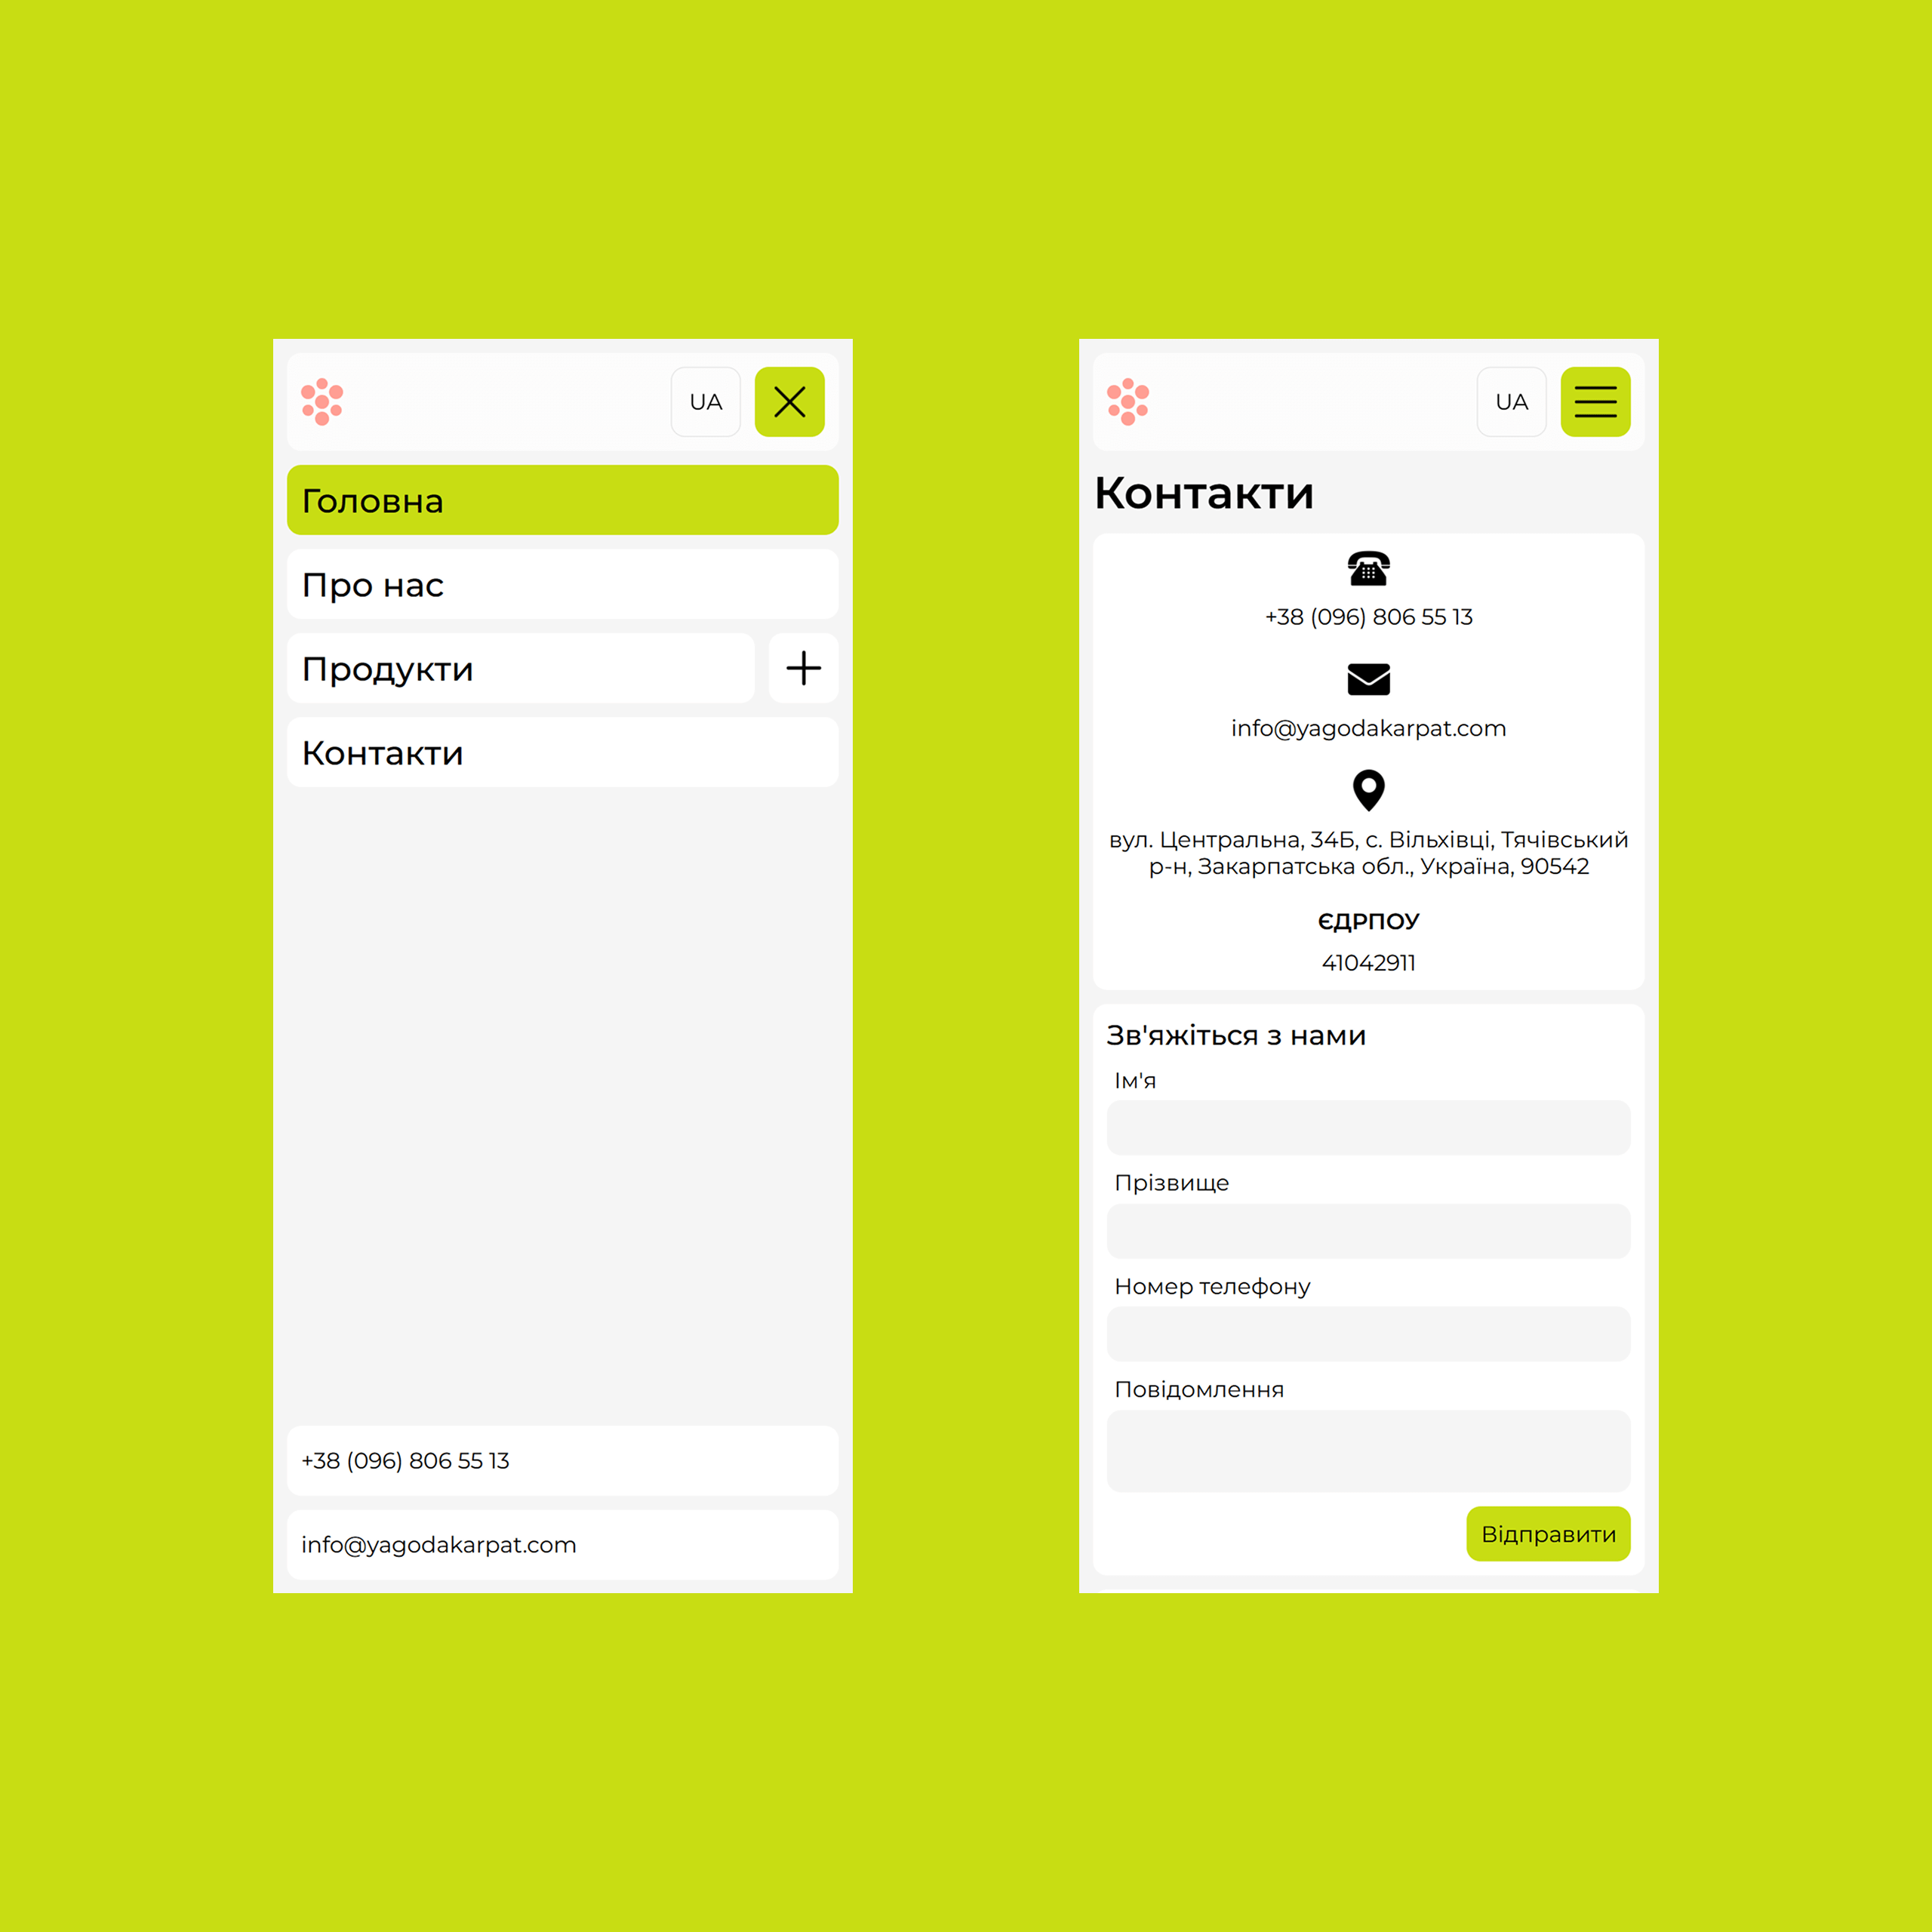 UA
Головна
Про нас
Продукти
Контакти
+38 (096) 806 55 13
info@yagodakarpat.com
UA
Контакти
+38 (096) 806 55 13
info@yagodakarpat.com
вул. Центральна, 34Б, с. Вільхівці, Тячівський
р-н, Закарпатська обл., Україна, 90542
ЄДРПОУ
41042911
Зв'яжіться з нами
Ім'я
Прізвище
Номер телефону
Повідомлення
Відправити